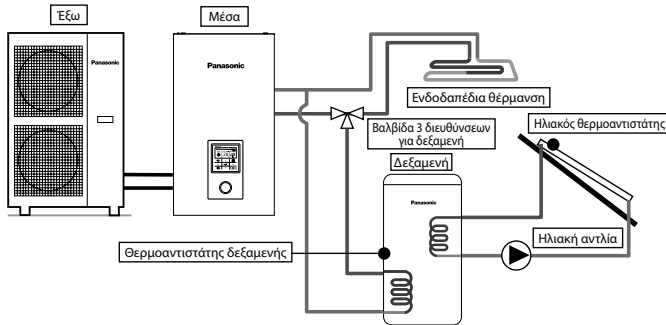 Έξω
Μέσα
Panasonic
Panasonic
Ενδοδαπέδια θέρμανση
Ηλιακός θερμοαντιστάτης
Βαλβίδα 3 διευθύνσεων
για δεξαμενή
Δεξαμενή
Panasonic
Θερμοαντιστάτης δεξαμενής
Ηλιακή αντλία